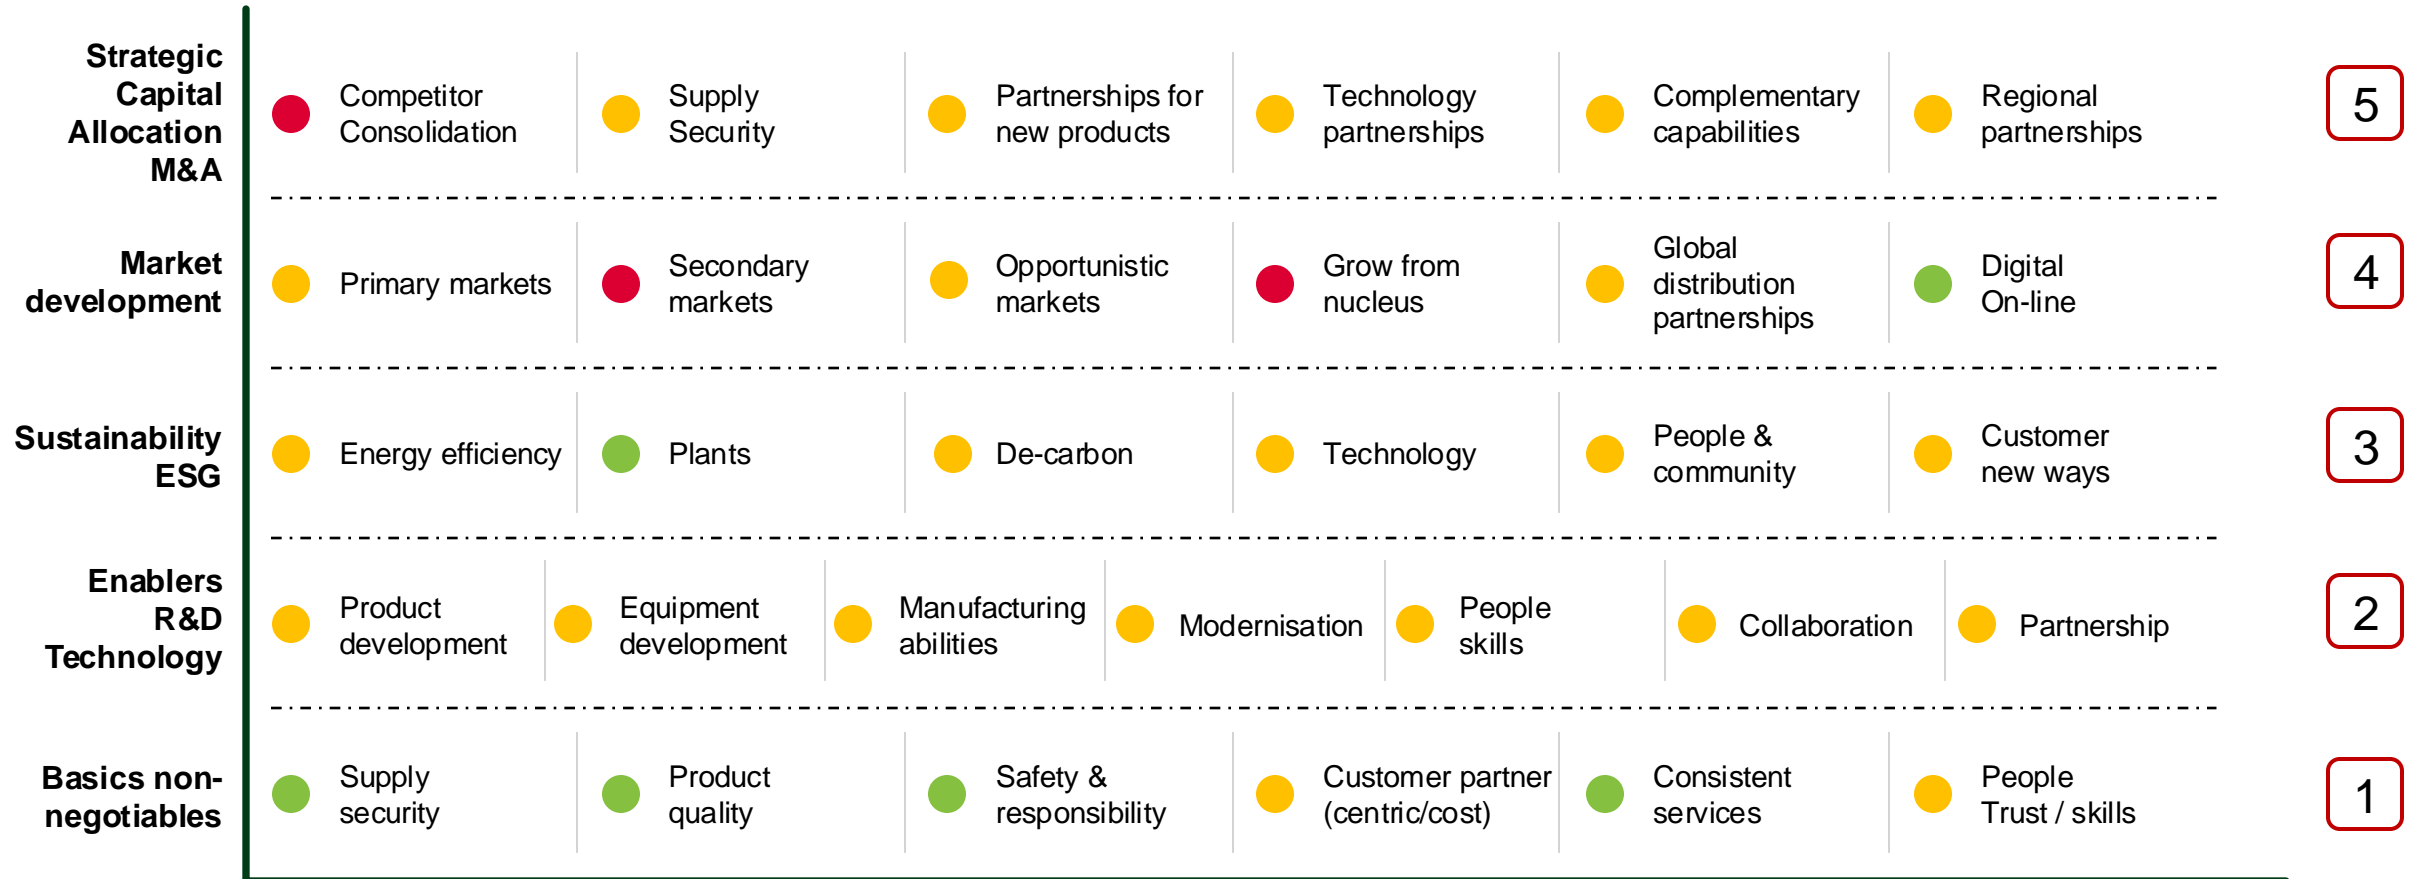 Strategic
Capital
Allocation
M&A
Competitor
Consolidation
Supply
Security
Partnerships for
new products
Technology
partnerships
Complementary
capabilities
Regional
partnerships
5
Market
development
Primary markets
Secondary
markets
Opportunistic
markets
Grow from
nucleus
Global
distribution
partnerships
Digital
On-line
4
Sustainability
ESG
Energy efficiency
Plants
De-carbon
Technology
People &
community
Customer
new ways
3
Enablers
R&D
Technology
Product
development
Equipment
development
Manufacturing
abilities
Modernisation
People
skills
Collaboration
Partnership
2
Basics non-
negotiables
Supply
security
Product
quality
Safety &
responsibility
Customer partner
(centric/cost)
Consistent
services
People
Trust / skills
1